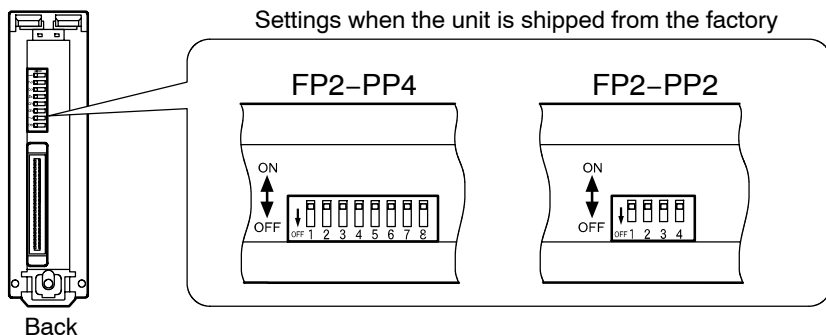 Settings when the unit is shipped from the factory
FP2−PP4
FP2−PP2
ON
OFF
OFF 1 2 3 4 5 6 7 8
ON
OFF
OFF 1 2 3 4
Back